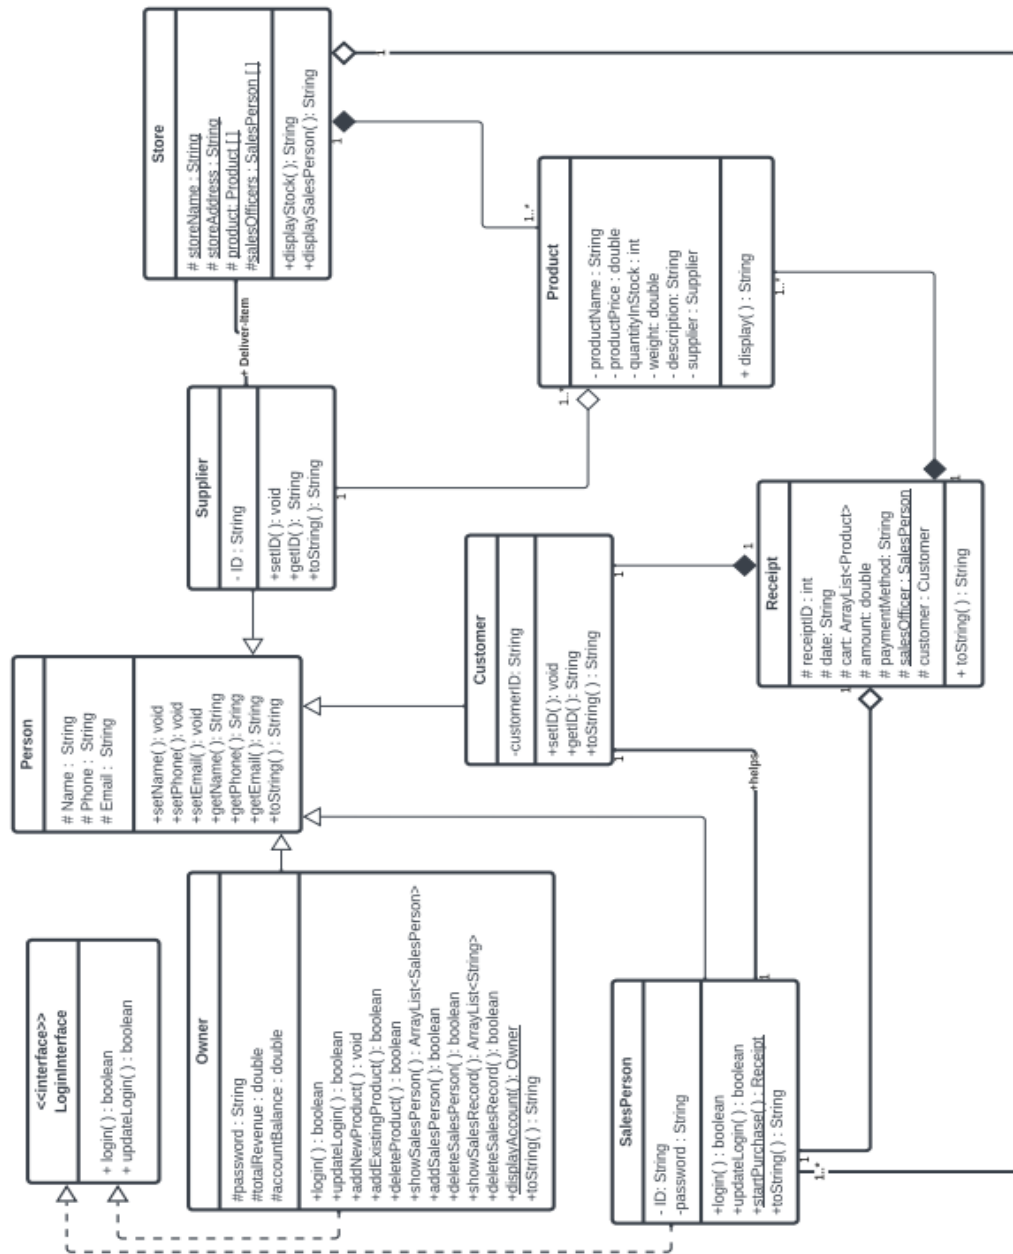 <<interface>>
LoginInterface
+ login( ) : boolean
+ updateLogin( ) : boolean
Person
# Name : String
# Phone : String
# Email : String
+setName( ): void
+setPhone( ): void
+setEmail( ): void
+getName( ): String
+getPhone( ): Sring
+getEmail( ): String
+toString( ) : String
Store
# storeName : String
# storeAddress : String
# product: Product [ ]
#salesOfficers : SalesPerson [ ]
+displayStock( ); String
+displaySalesPerson( ): String
1
1
+ Deliver-Item
Supplier
- ID : String
+setID( ): void
+getID( ): String
+toString( ): String
1
Owner
#password : String
#totalRevenue : double
#accountBalance : double
+login( ) : boolean
+updateLogin( ) : boolean
+addNewProduct( ) : void
+addExistingProduct( ): boolean
+deleteProduct( ) : boolean
+showSalesPerson( ) : ArrayList<SalesPerson>
+addSalesPerson( ): boolean
+deleteSalesPerson( ): boolean
+showSalesRecord( ): ArrayList<String>
+deleteSalesRecord( ): boolean
+displayAccount( ): Owner
+toString( ) : String
Customer
-customerID: String
+setID( ): void
+getID( ): String
+toString( ) : String
1
1
Product
- productName : String
- productPrice : double
- quantityInStock : int
- weight: double
- description: String
- supplier : Supplier
+ display( ) : String
1..*
1..*
1..*
SalesPerson
- ID: String
-password : String
+login( ) : boolean
+updateLogin( ) : boolean
+startPurchase( ) : Receipt
+toString( ) : String
1
1
1..*
+helps
Receipt
# receiptID : int
# date: String
# cart: ArrayList<Product>
# amount: double
# paymentMethod: String
# salesOfficer : SalesPerson
# customer : Customer
+ toString( ) : String
1
1
1